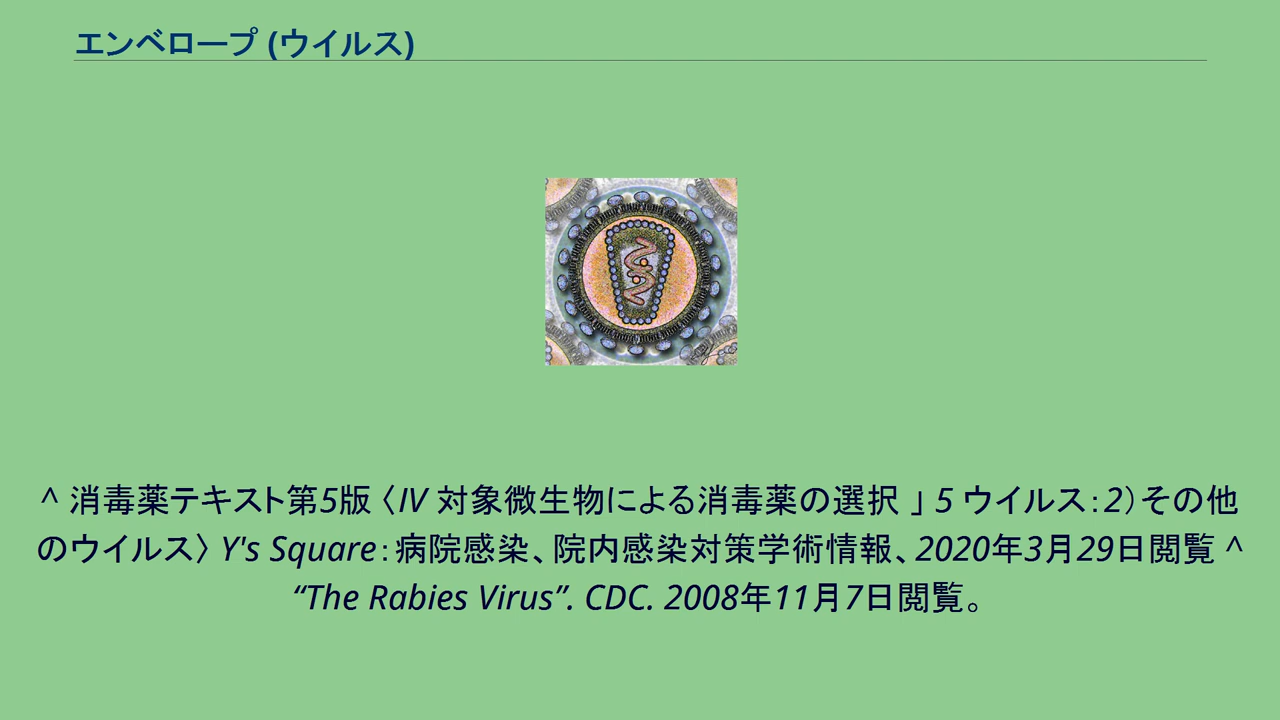 エンベロープ (ウイルス)
^ 消毒薬テキスト第5版〈IV 対象微生物による消毒薬の選択 」5 ウイルス：2）その他
のウイルス〉Y's Square：病院感染、院内感染対策学術情報、2020年3月29日閲覧 ^
“The Rabies Virus”. CDC. 2008年11月7日閲覧。